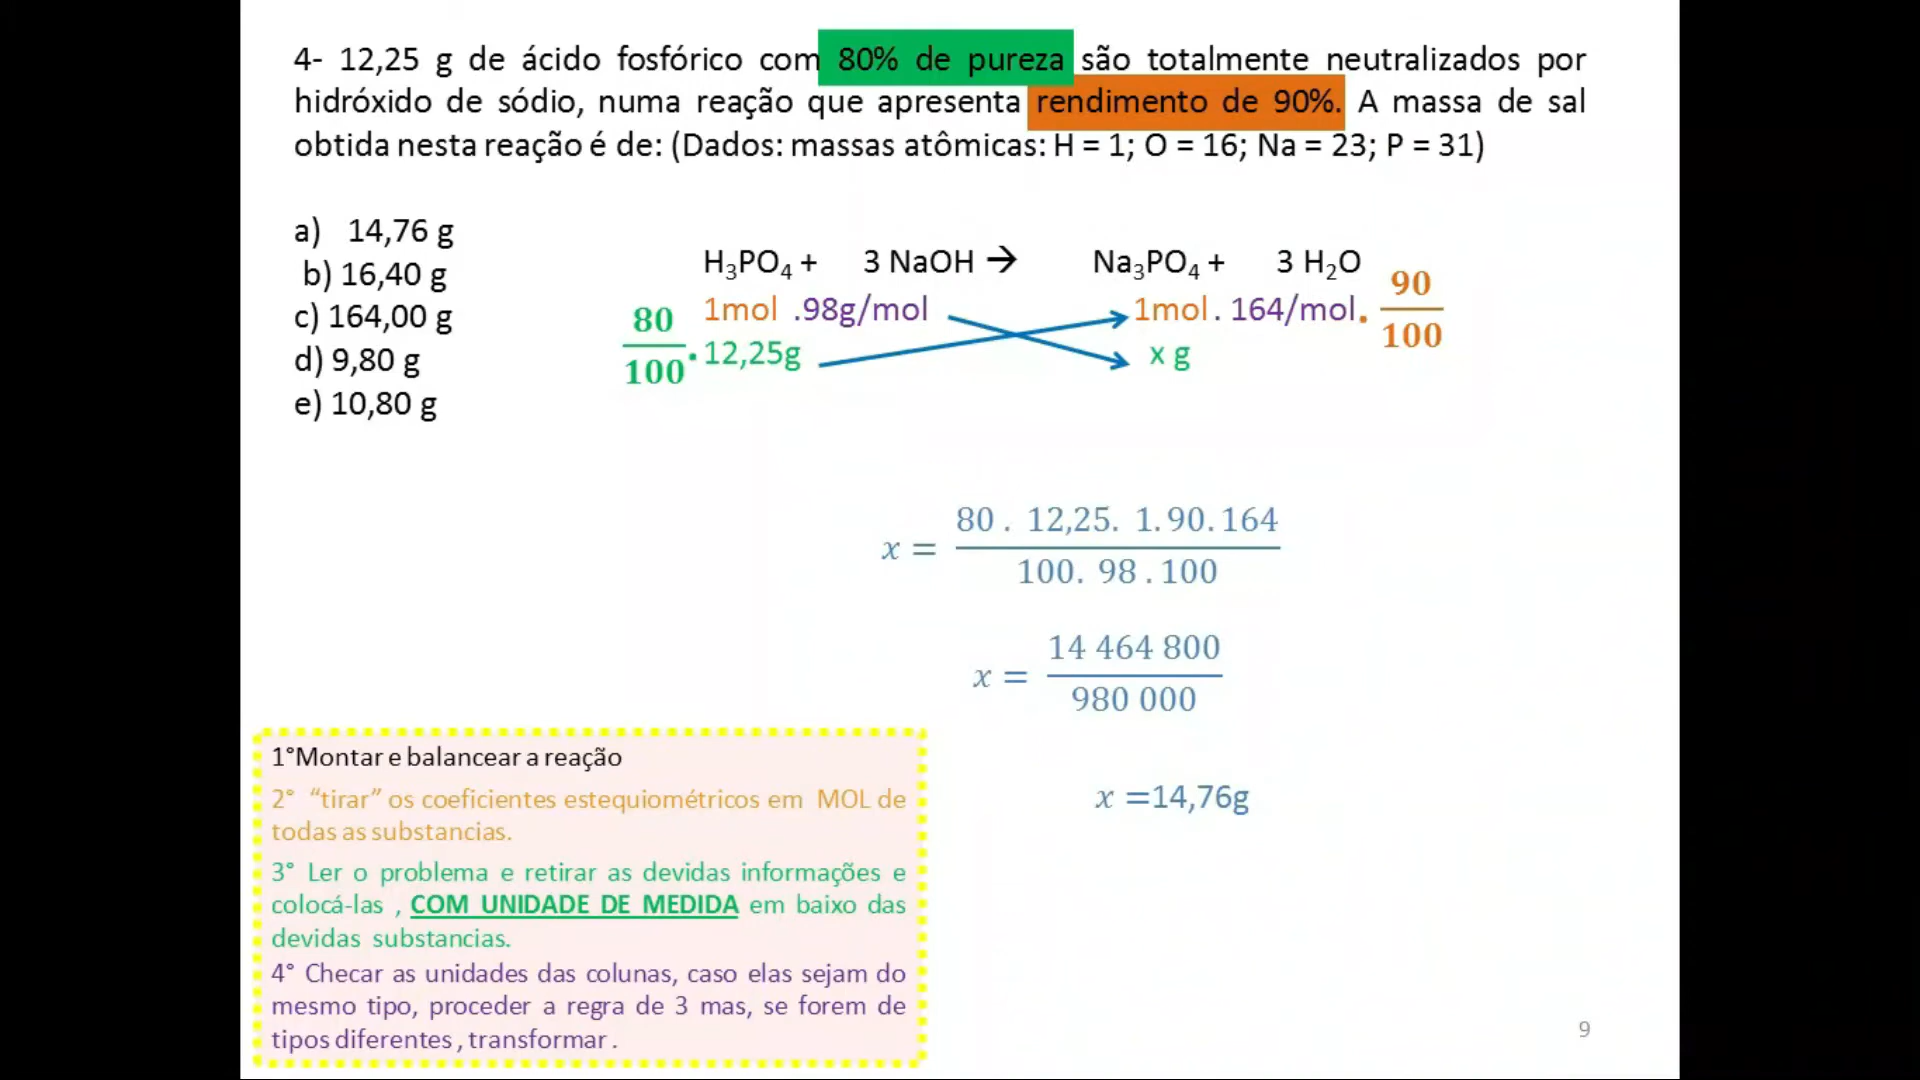 4- 12,25 g de ácido fosfórico com 80% de pureza são totalmente neutralizados por
hidróxido de sódio, numa reação que apresenta rendimento de 90%. A massa de sal
obtida nesta reação é de: (Dados: massas atômicas: H = 1; O = 16; Na = 23; P = 31)
a) 14,76 g
b) 16,40 g
c) 164,00 g
d) 9,80 g
e) 10,80 g
H₃PO₄ + 3 NaOH → Na₃PO₄ + 3 H₂O
1mol .98g/mol 1mol . 164/mol. 90/100
80/100 . 12,25g x g
x = 80 . 12,25. 1. 90. 164 / 100. 98 . 100
x = 14 464 800 / 980 000
x =14,76g
1°Montar e balancear a reação
2° “tirar” os coeficientes estequiométricos em MOL de
todas as substancias.
3° Ler o problema e retirar as devidas informações e
colocá-las , COM UNIDADE DE MEDIDA em baixo das
devidas substancias.
4° Checar as unidades das colunas, caso elas sejam do
mesmo tipo, proceder a regra de 3 mas, se forem de
tipos diferentes , transformar .
9